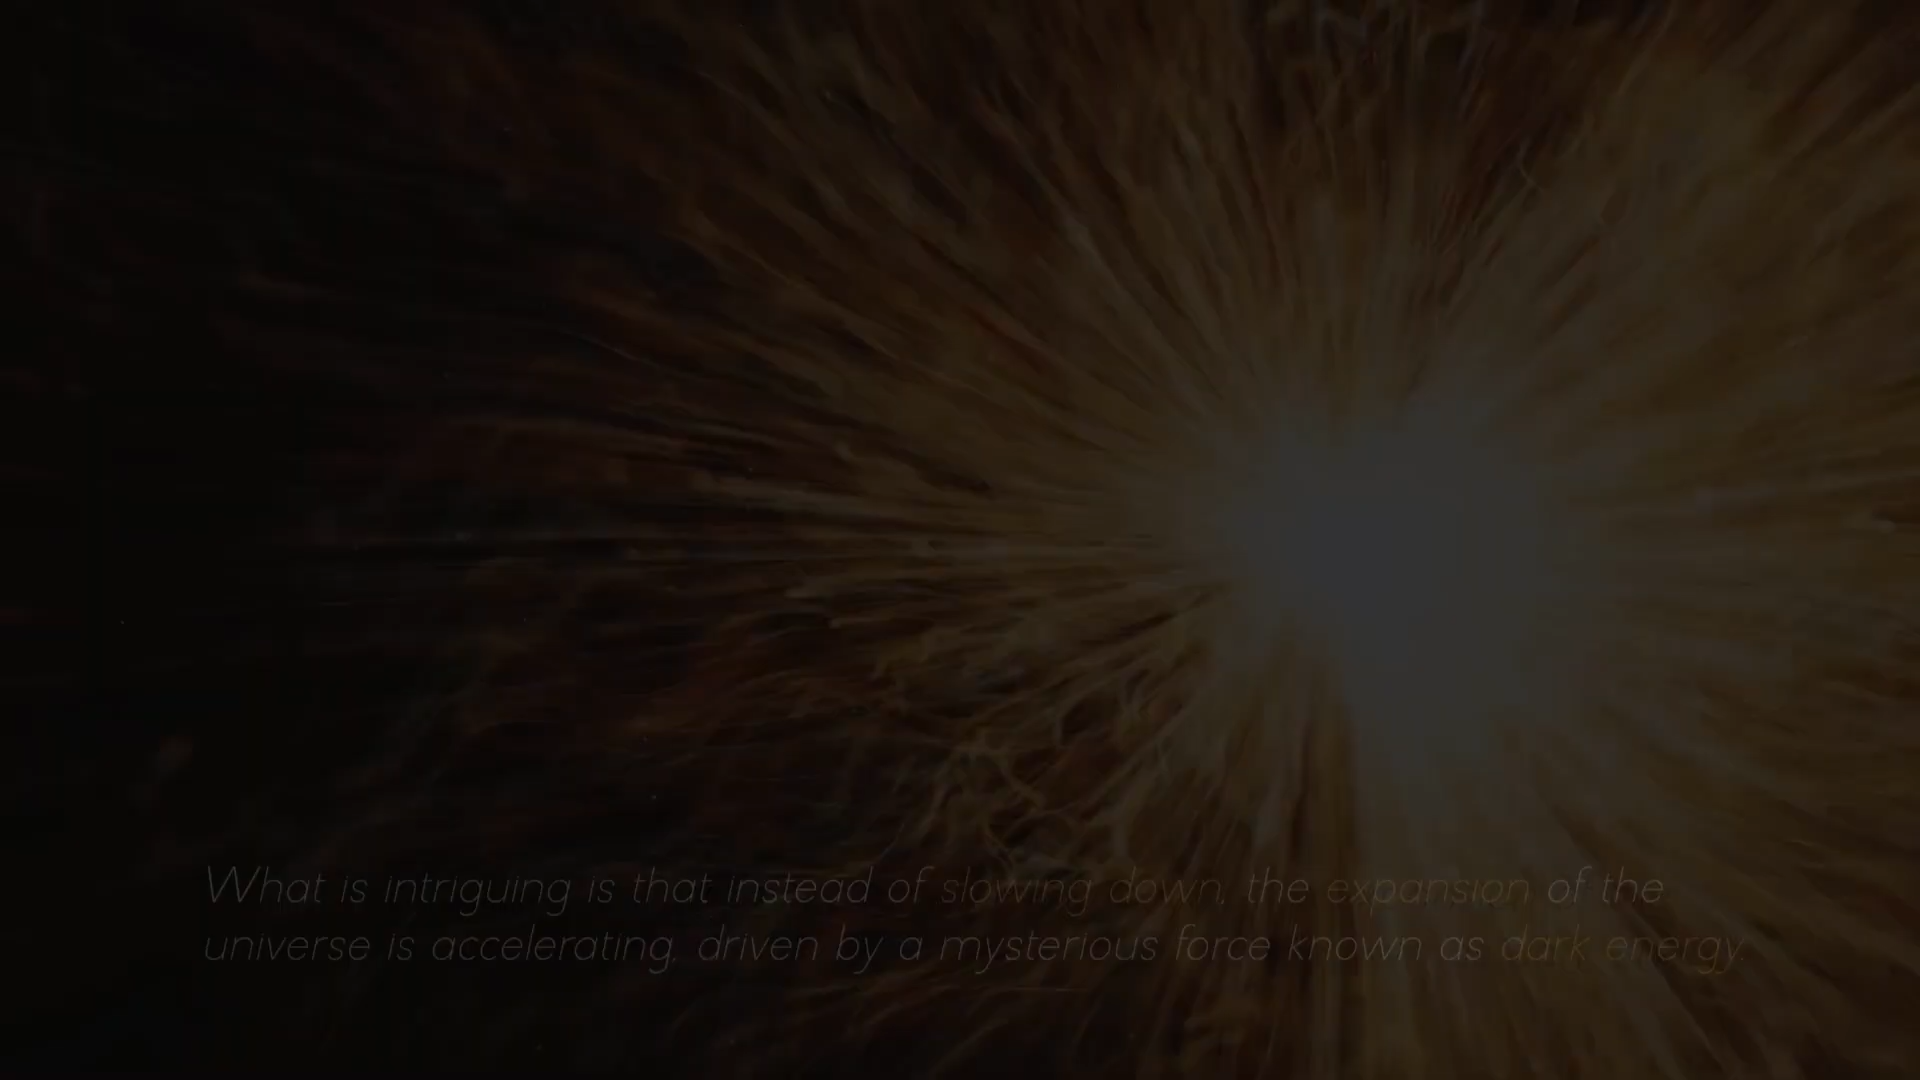 What is intriguing is that instead of slowing down, the expansion of the
universe is accelerating, driven by a mysterious force known as dark energy.